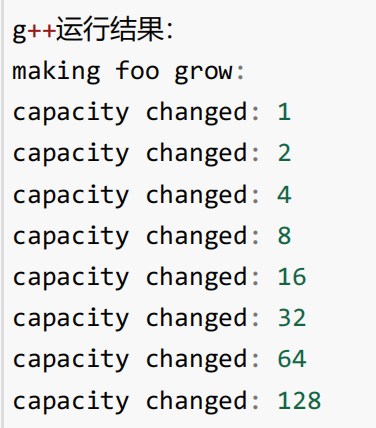 g++运行结果:
making foo grow:
capacity changed: 1
capacity changed: 2
capacity changed: 4
capacity changed: 8
capacity changed: 16
capacity changed: 32
capacity changed: 64
capacity changed: 128